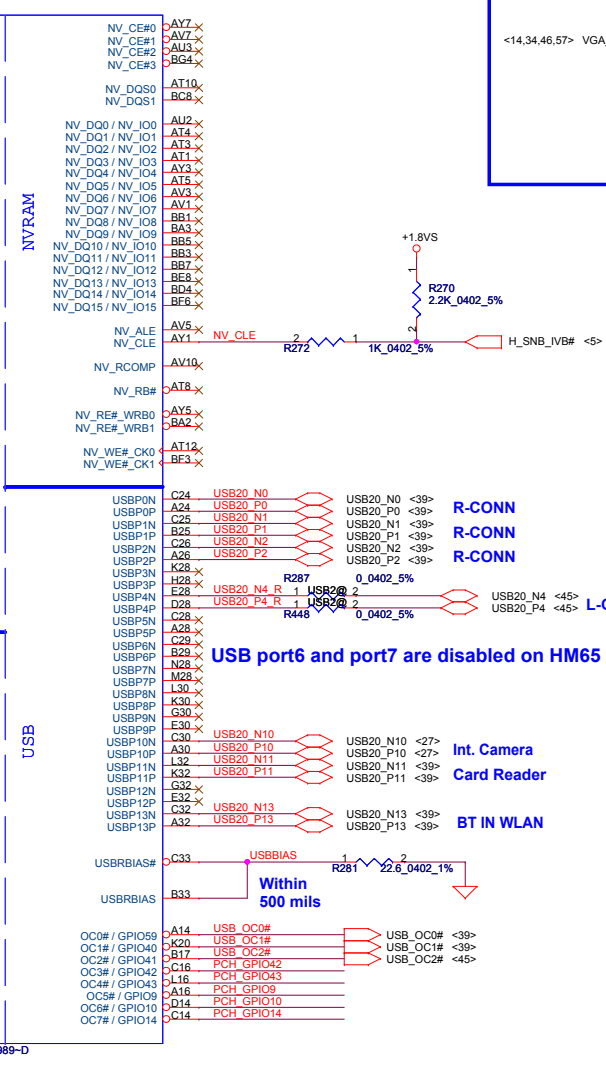 <14,34,46,57> VGA_
NVRAM
NV_CE#0 AY7
NV_CE#1 AV7
NV_CE#2 AU3
NV_CE#3 BG4
NV_DQS0 AT10
NV_DQS1 BC8
NV_DQ0 / NV_IO0 AU2
NV_DQ1 / NV_IO1 AT4
NV_DQ2 / NV_IO2 AT3
NV_DQ3 / NV_IO3 AT1
NV_DQ4 / NV_IO4 AY3
NV_DQ5 / NV_IO5 AT5
NV_DQ6 / NV_IO6 AV3
NV_DQ7 / NV_IO7 AV1
NV_DQ8 / NV_IO8 BB1
NV_DQ9 / NV_IO9 BA3
NV_DQ10 / NV_IO10 BB5
NV_DQ11 / NV_IO11 BB3
NV_DQ12 / NV_IO12 BB7
NV_DQ13 / NV_IO13 BE8
NV_DQ14 / NV_IO14 BD4
NV_DQ15 / NV_IO15 BF6
+1.8VS
1
R270
2.2K_0402_5%
2
NV_ALE AV5
NV_CLE AY1 NV_CLE 2 1 H_SNB_IVB# <5>
R272 1K_0402_5%
NV_RCOMP AV10
NV_RB# AT8
NV_RE#_WRB0 AY5
NV_RE#_WRB1 BA2
NV_WE#_CK0 AT12
NV_WE#_CK1 BF3
USB
USBP0N C24 USB20_N0 USB20_N0 <39>
USBP0P A24 USB20_P0 USB20_P0 <39> R-CONN
USBP1N C25 USB20_N1 USB20_N1 <39>
USBP1P B25 USB20_P1 USB20_P1 <39> R-CONN
USBP2N C26 USB20_N2 USB20_N2 <39>
USBP2P A26 USB20_P2 USB20_P2 <39> R-CONN
USBP3N K28
USBP3P H28 R287 0_0402_5%
USBP4N E28 USB20_N4_R 1 USB2@ 2 USB20_N4 <45>
USBP4P D28 USB20_P4_R 1 USB2@ 2 USB20_P4 <45> L-C
USBP5N C28 R448 0_0402_5%
USBP5P A28
USBP6N C29
USBP6P B29 USB port6 and port7 are disabled on HM65
USBP7N N28
USBP7P M28
USBP8N L30
USBP8P K30
USBP9N G30
USBP9P E30
USBP10N C30 USB20_N10 USB20_N10 <27>
USBP10P A30 USB20_P10 USB20_P10 <27> Int. Camera
USBP11N L32 USB20_N11 USB20_N11 <39>
USBP11P K32 USB20_P11 USB20_P11 <39> Card Reader
USBP12N G32
USBP12P E32
USBP13N C32 USB20_N13 USB20_N13 <39>
USBP13P A32 USB20_P13 USB20_P13 <39> BT IN WLAN
USBRBIAS# C33 USBBIAS 1 2
R281 22.6_0402_1%
Within
500 mils
USBRBIAS B33
OC0# / GPIO59 A14 USB_OC0# USB_OC0# <39>
OC1# / GPIO40 K20 USB_OC1# USB_OC1# <39>
OC2# / GPIO41 B17 USB_OC2# USB_OC2# <45>
OC3# / GPIO42 C16 PCH_GPIO42
OC4# / GPIO43 L16 PCH_GPIO43
OC5# / GPIO9 A16 PCH_GPIO9
OC6# / GPIO10 D14 PCH_GPIO10
OC7# / GPIO14 C14 PCH_GPIO14
989~D